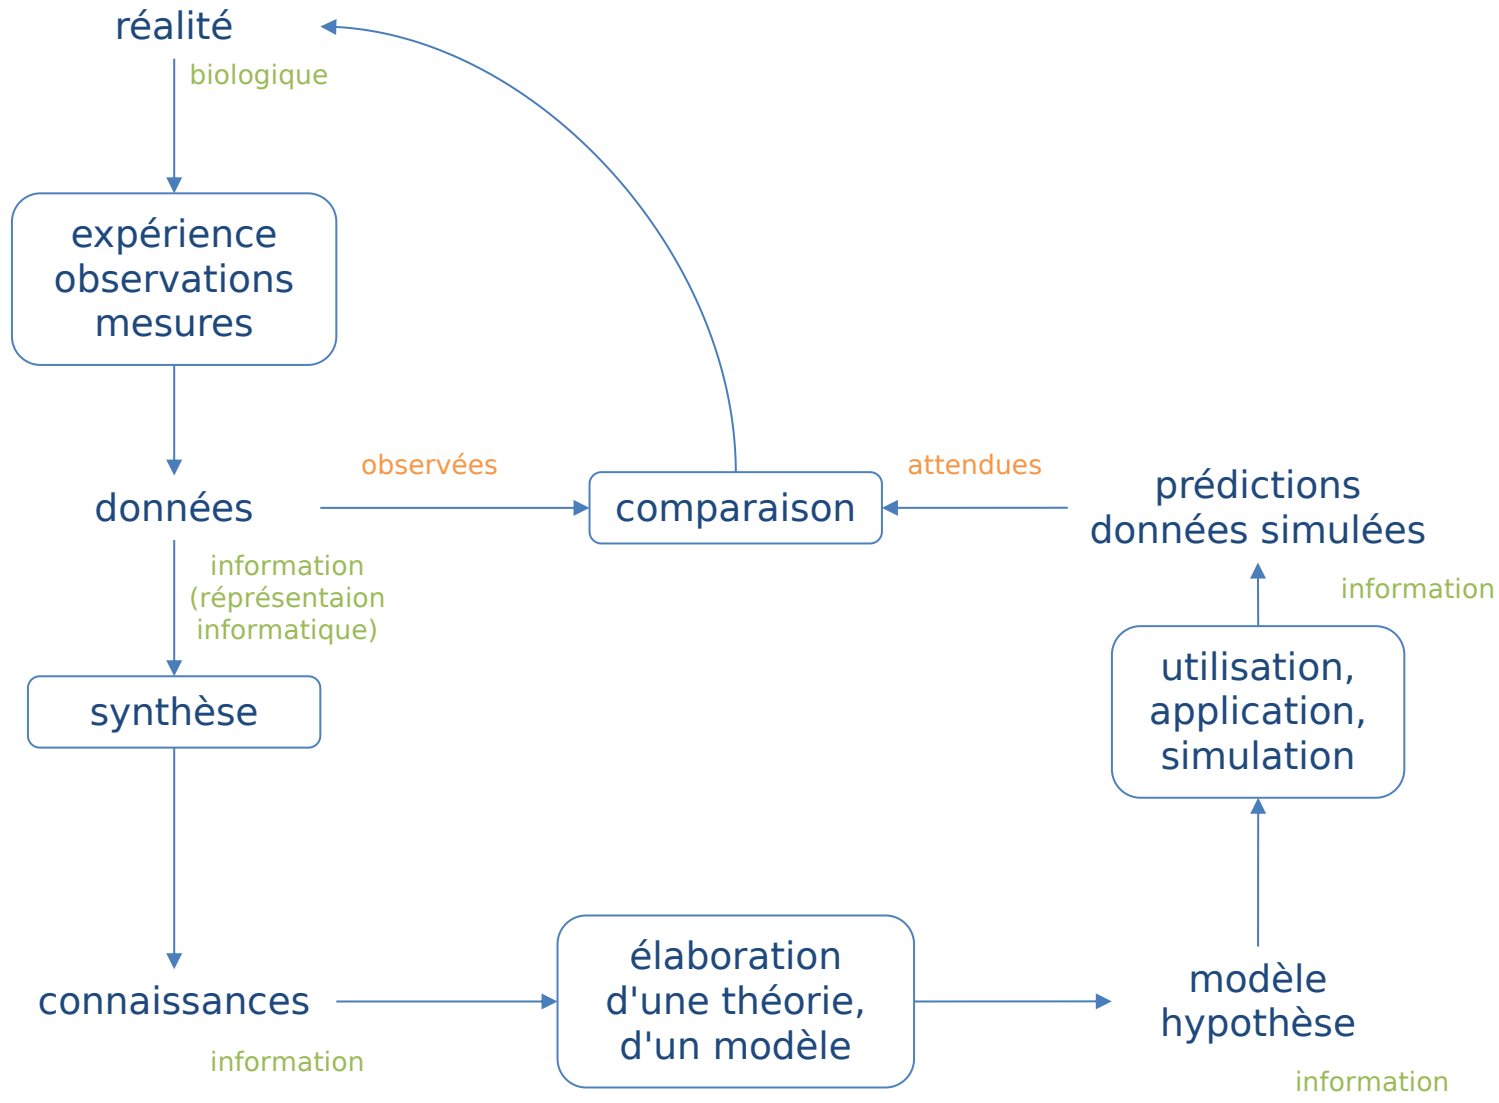 réalité
biologique
expérience
observations
mesures
observées
attendues
données
comparaison
prédictions
données simulées
information
(réprésentaion
informatique)
information
synthèse
utilisation,
application,
simulation
connaissances
information
élaboration
d'une théorie,
d'un modèle
modèle
hypothèse
information